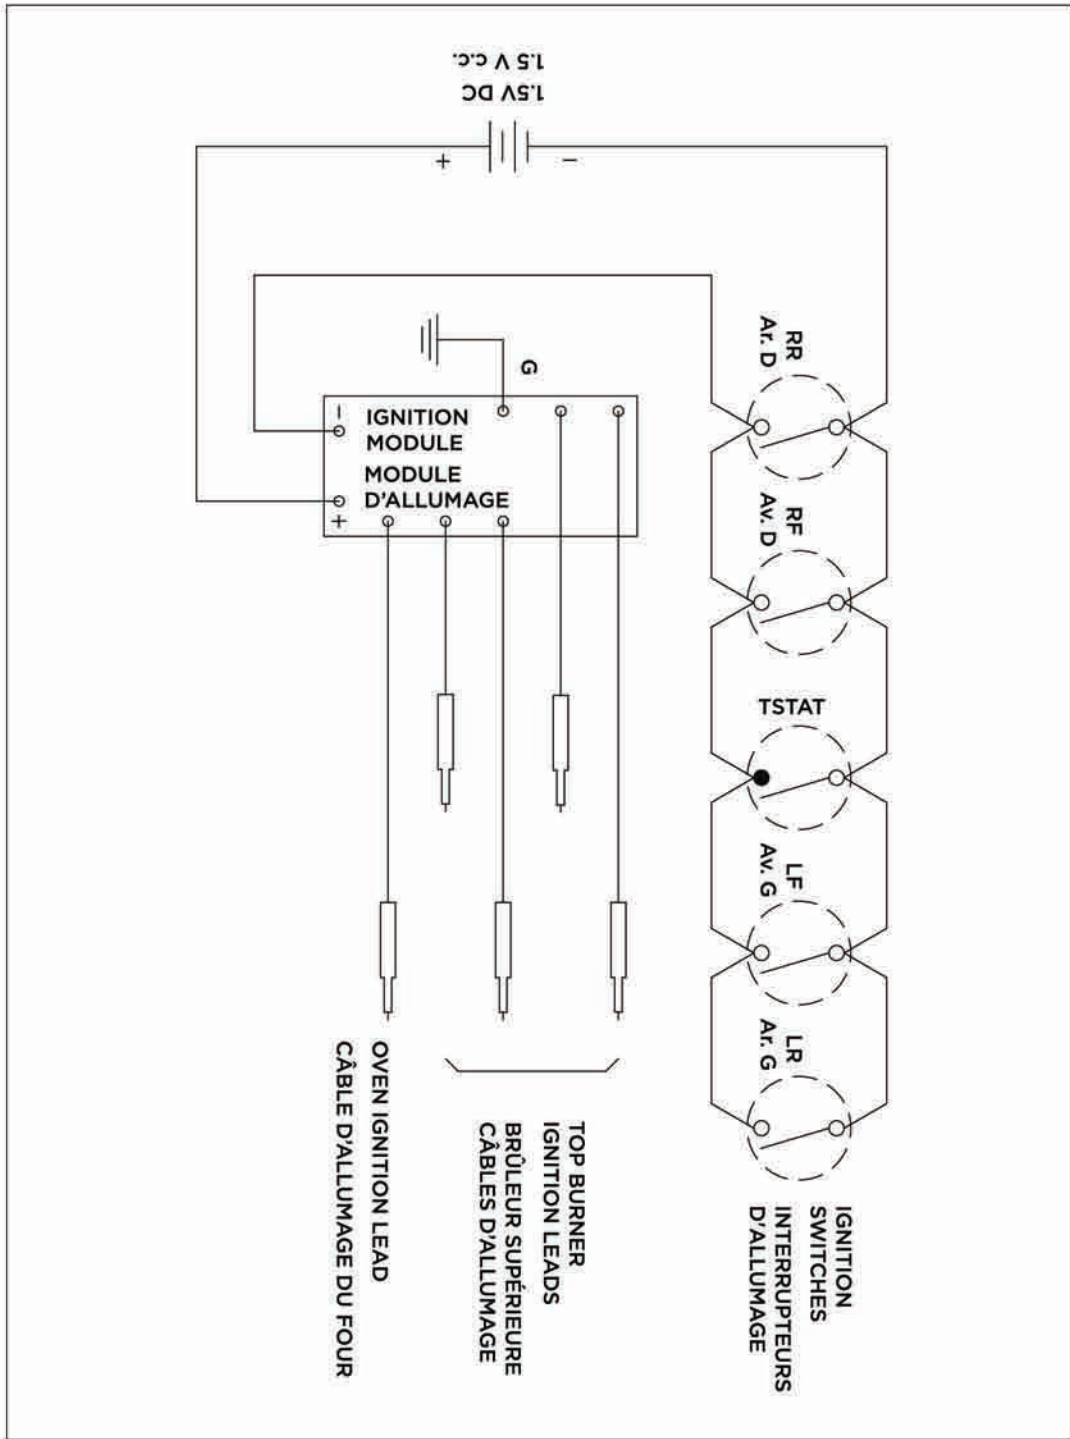 1.5V DC
1.5 V c.c.
+
−
RR
Ar. D
RF
Av. D
TSTAT
LF
Av. G
LR
Ar. G
IGNITION
SWITCHES
INTERRUPTEURS
D'ALLUMAGE
G
−
IGNITION
MODULE
MODULE
D'ALLUMAGE
+
TOP BURNER
IGNITION LEADS
BRÛLEUR SUPÉRIEURE
CÂBLES D'ALLUMAGE
OVEN IGNITION LEAD
CÂBLE D'ALLUMAGE DU FOUR